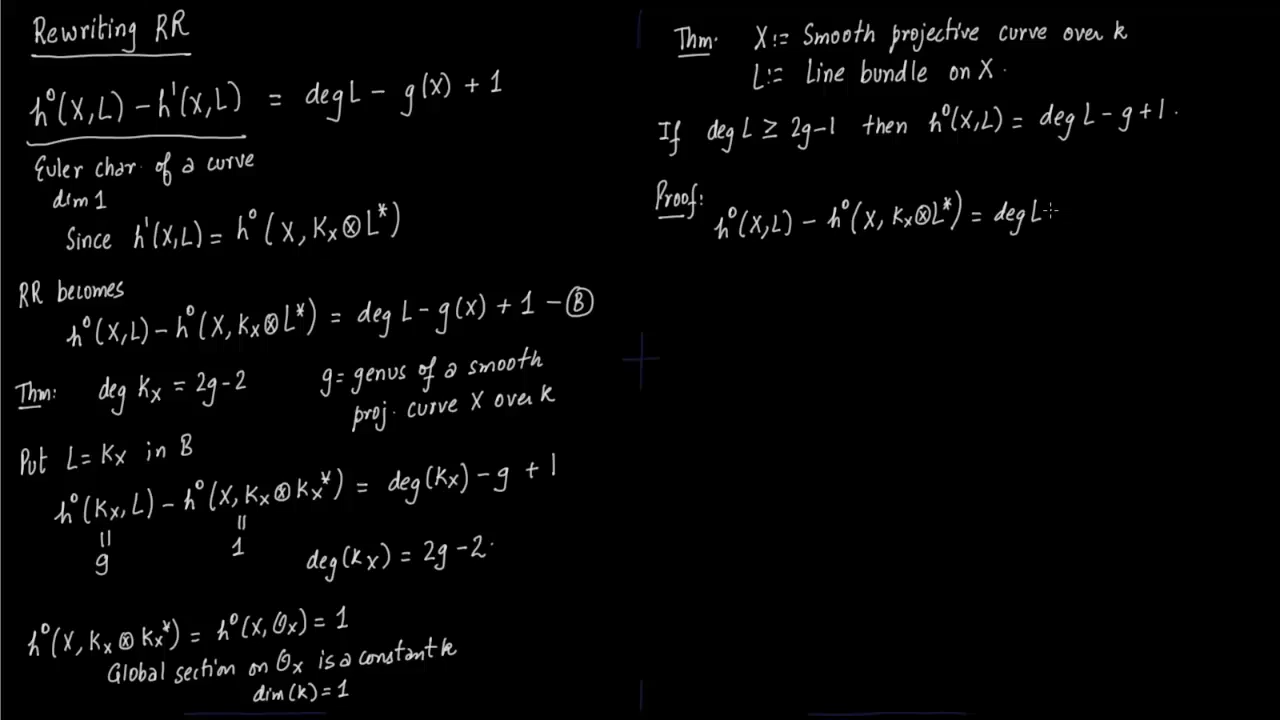 Rewriting RR
h⁰(X,L) − h¹(X,L) = deg L − g(X) + 1
Euler char. of a curve
dim 1
Since h¹(X,L) = h⁰(X, K_X ⊗ L*)
RR becomes
h⁰(X,L) − h⁰(X, K_X ⊗ L*) = deg L − g(X) + 1 − Ⓑ
Thm: deg K_X = 2g−2 g = genus of a smooth
proj. curve X over k
Put L = K_X in B
h⁰(K_X, L) − h⁰(X, K_X ⊗ K_X*) = deg(K_X) − g + 1
|| ||
g 1
deg(K_X) = 2g − 2.
h⁰(X, K_X ⊗ K_X*) = h⁰(X, O_X) = 1
Global section on O_X is a constant k
dim(k) = 1
Thm: X := Smooth projective curve over k
L := Line bundle on X.
If deg L ≥ 2g−1 then h⁰(X,L) = deg L − g + 1.
Proof:
h⁰(X,L) − h⁰(X, K_X ⊗ L*) = deg L